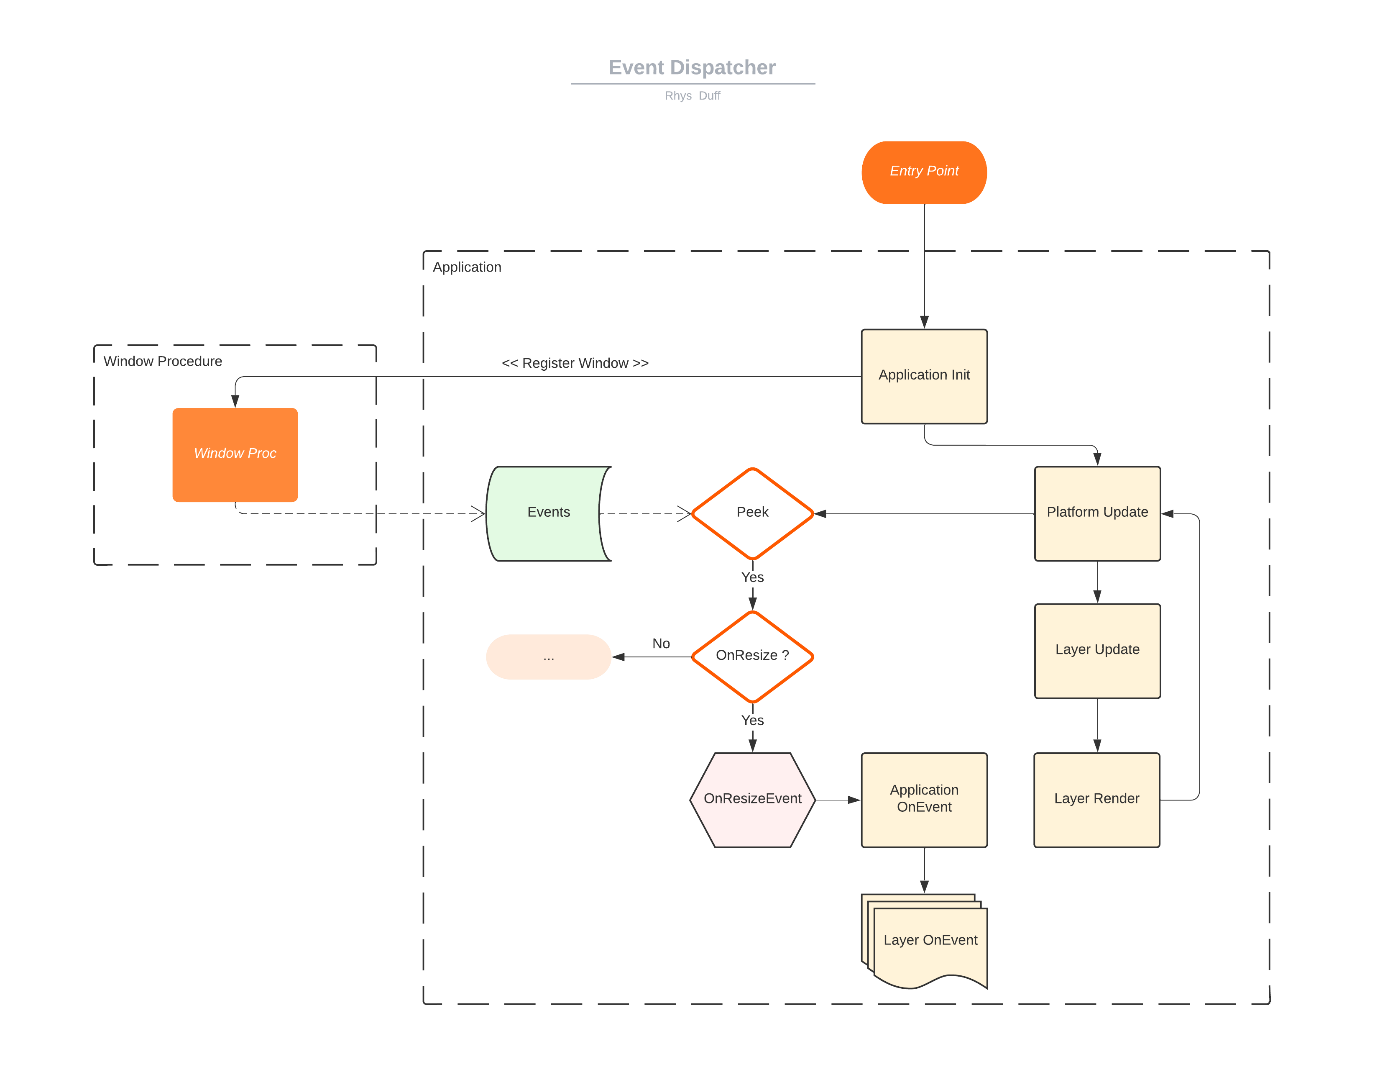 Event Dispatcher
Rhys Duff
Entry Point
Application
Window Procedure
<< Register Window >>
Application Init
Window Proc
Events
Peek
Platform Update
Yes
OnResize ?
No
...
Layer Update
Yes
OnResizeEvent
Application
OnEvent
Layer Render
Layer OnEvent